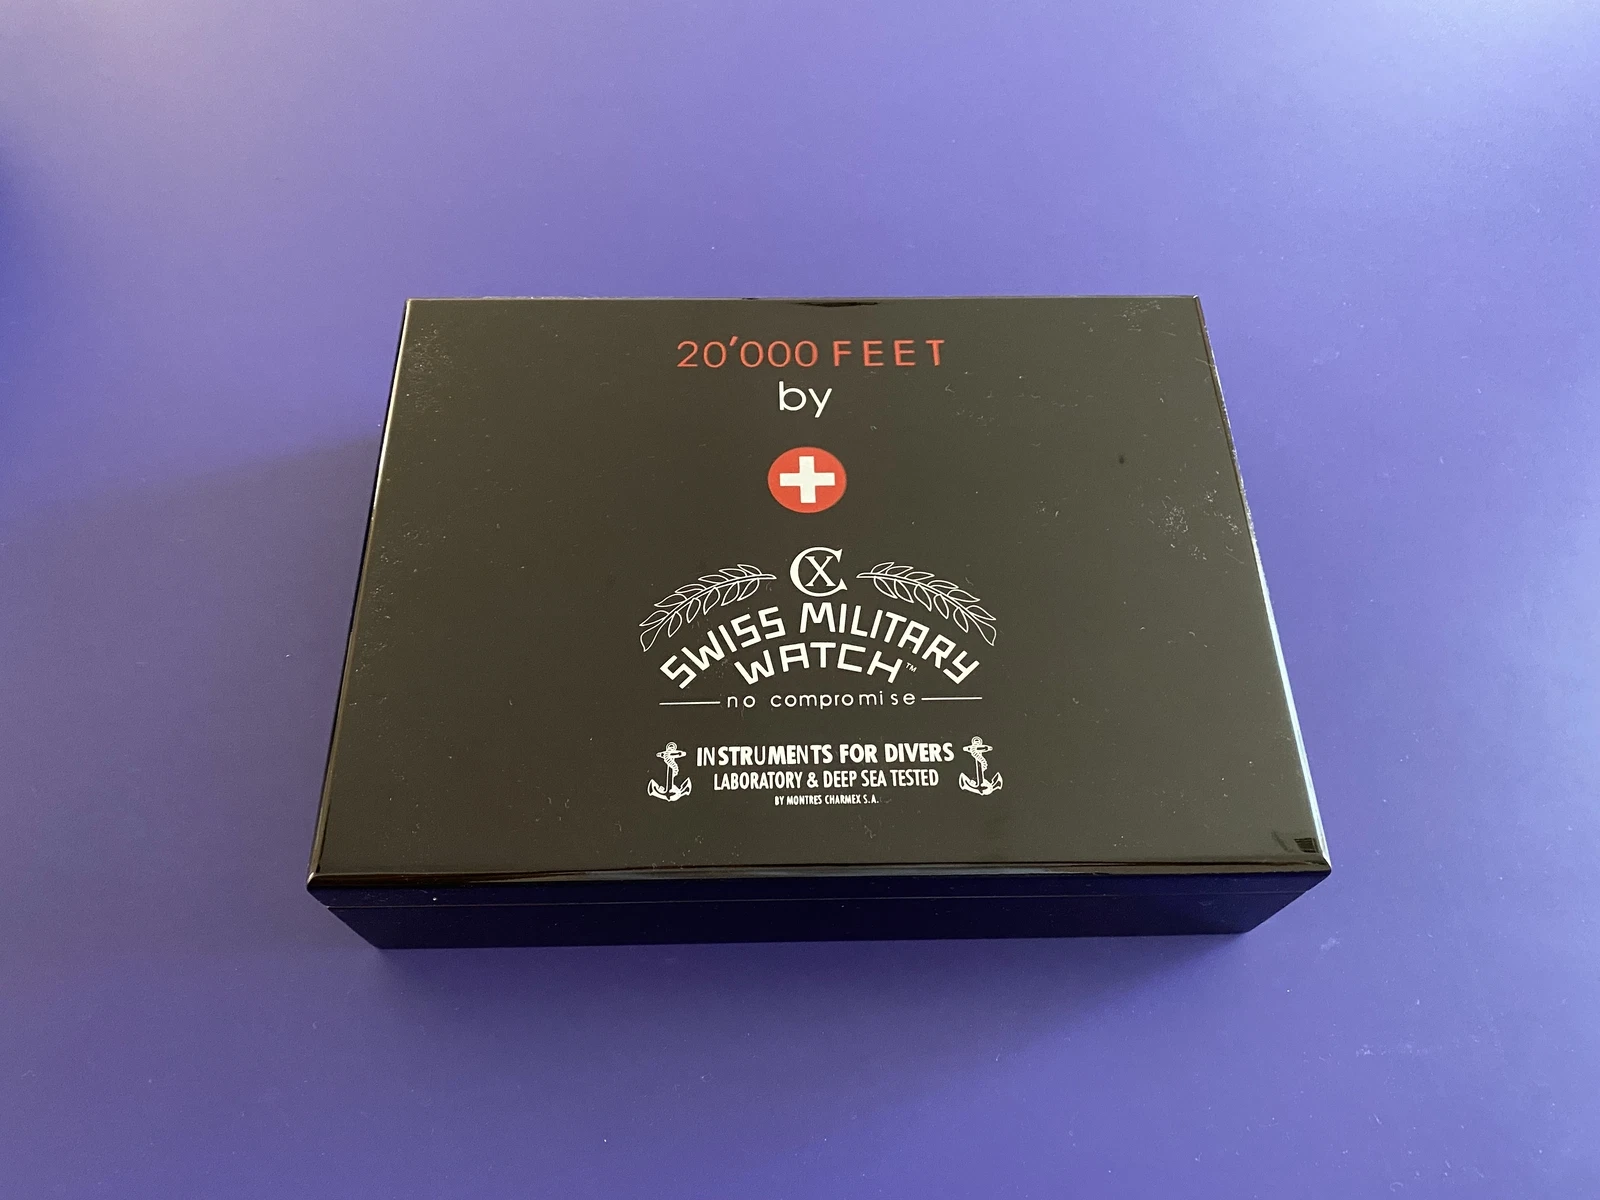 20'000 FEET
by
CX
SWISS MILITARY
WATCH™
no compromise
INSTRUMENTS FOR DIVERS
LABORATORY & DEEP SEA TESTED
BY MONTRES CHARMEX S.A.